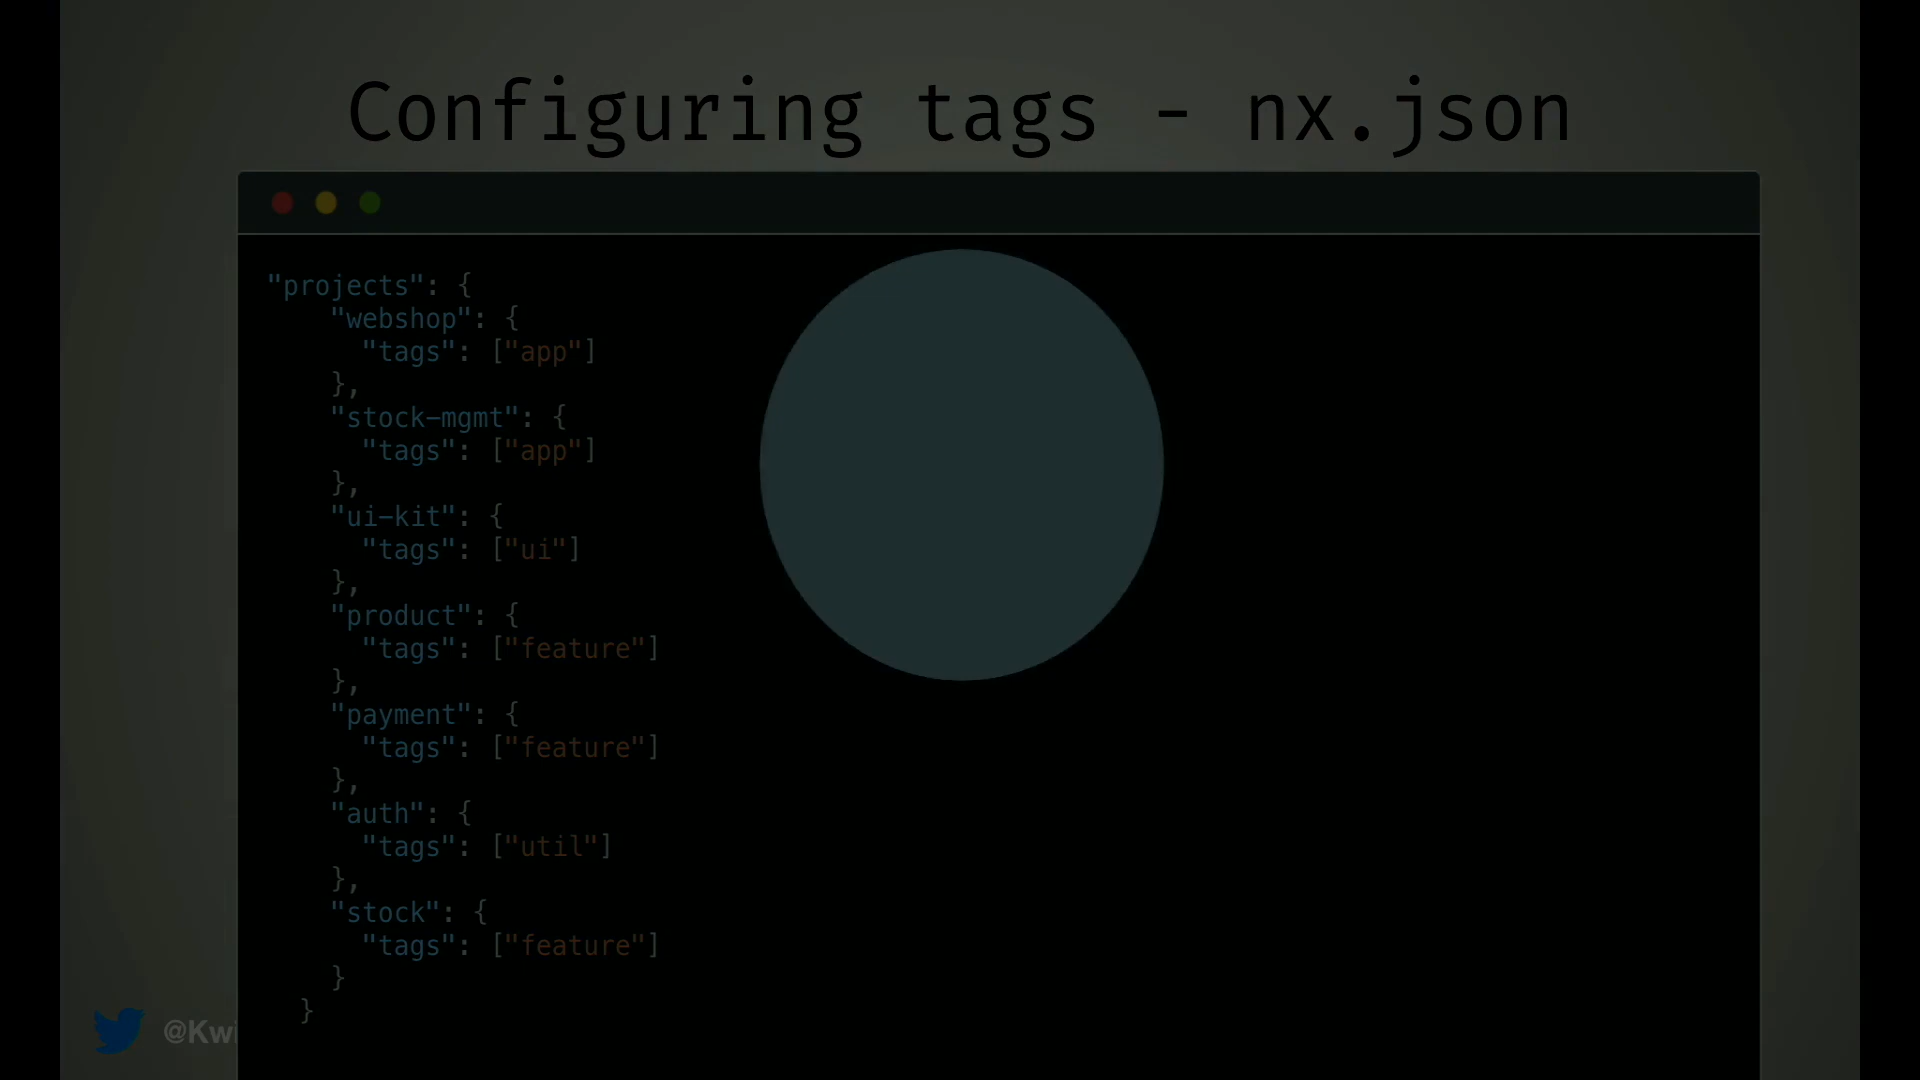 Configuring tags - nx.json
"projects": {
"webshop": {
"tags": ["app"]
},
"stock-mgmt": {
"tags": ["app"]
},
"ui-kit": {
"tags": ["ui"]
},
"product": {
"tags": ["feature"]
},
"payment": {
"tags": ["feature"]
},
"auth": {
"tags": ["util"]
},
"stock": {
"tags": ["feature"]
}
}